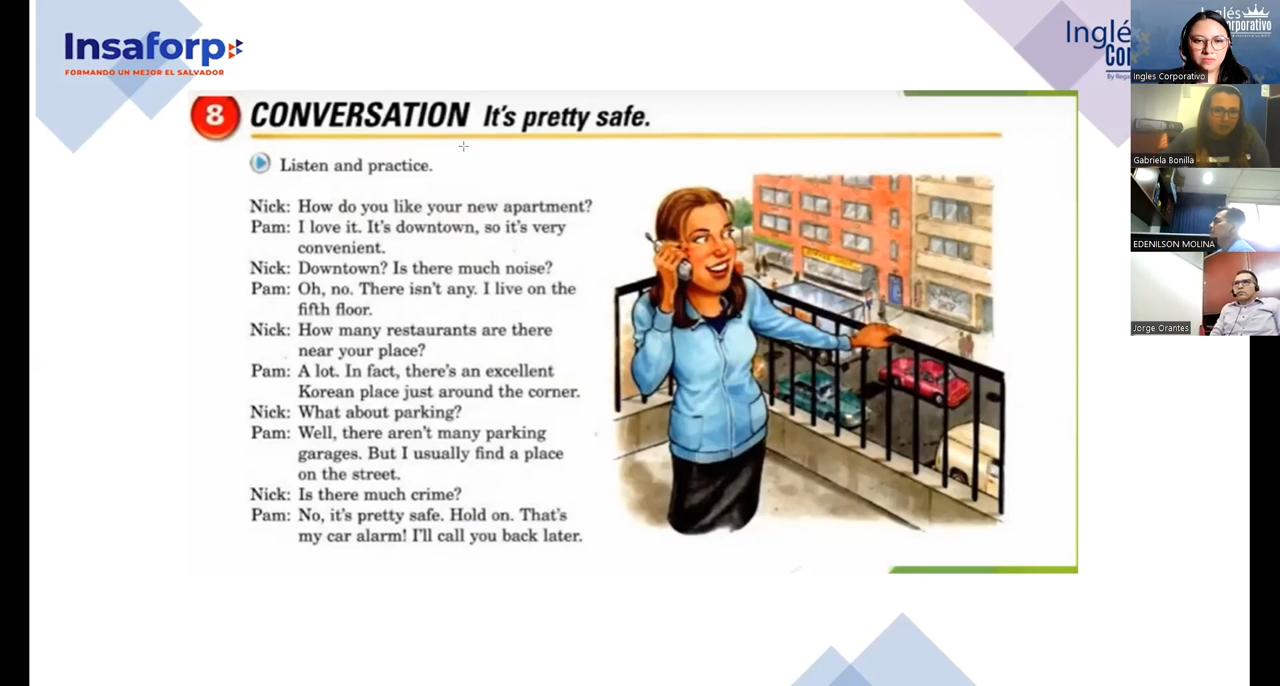 Insaforp
FORMANDO UN MEJOR EL SALVADOR
8 CONVERSATION It's pretty safe.
Listen and practice.
Nick: How do you like your new apartment?
Pam: I love it. It's downtown, so it's very
convenient.
Nick: Downtown? Is there much noise?
Pam: Oh, no. There isn't any. I live on the
fifth floor.
Nick: How many restaurants are there
near your place?
Pam: A lot. In fact, there's an excellent
Korean place just around the corner.
Nick: What about parking?
Pam: Well, there aren't many parking
garages. But I usually find a place
on the street.
Nick: Is there much crime?
Pam: No, it's pretty safe. Hold on. That's
my car alarm! I'll call you back later.
Inglés
Ingles Corporativo
Gabriela Bonilla
EDENILSON MOLINA
Jorge Orantes